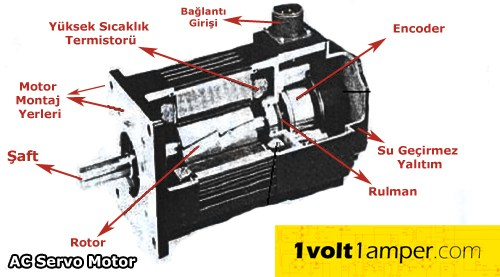 Bağlantı
Girişi
Yüksek Sıcaklık
Termistorü
Encoder
Motor
Montaj
Yerleri
Şaft
Su Geçirmez
Yalıtım
Rulman
Rotor
AC Servo Motor
1volt1amper.com